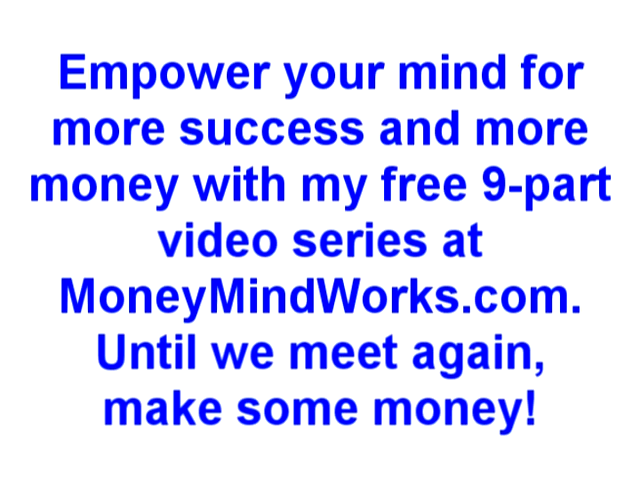 Empower your mind for
more success and more
money with my free 9-part
video series at
MoneyMindWorks.com.
Until we meet again,
make some money!